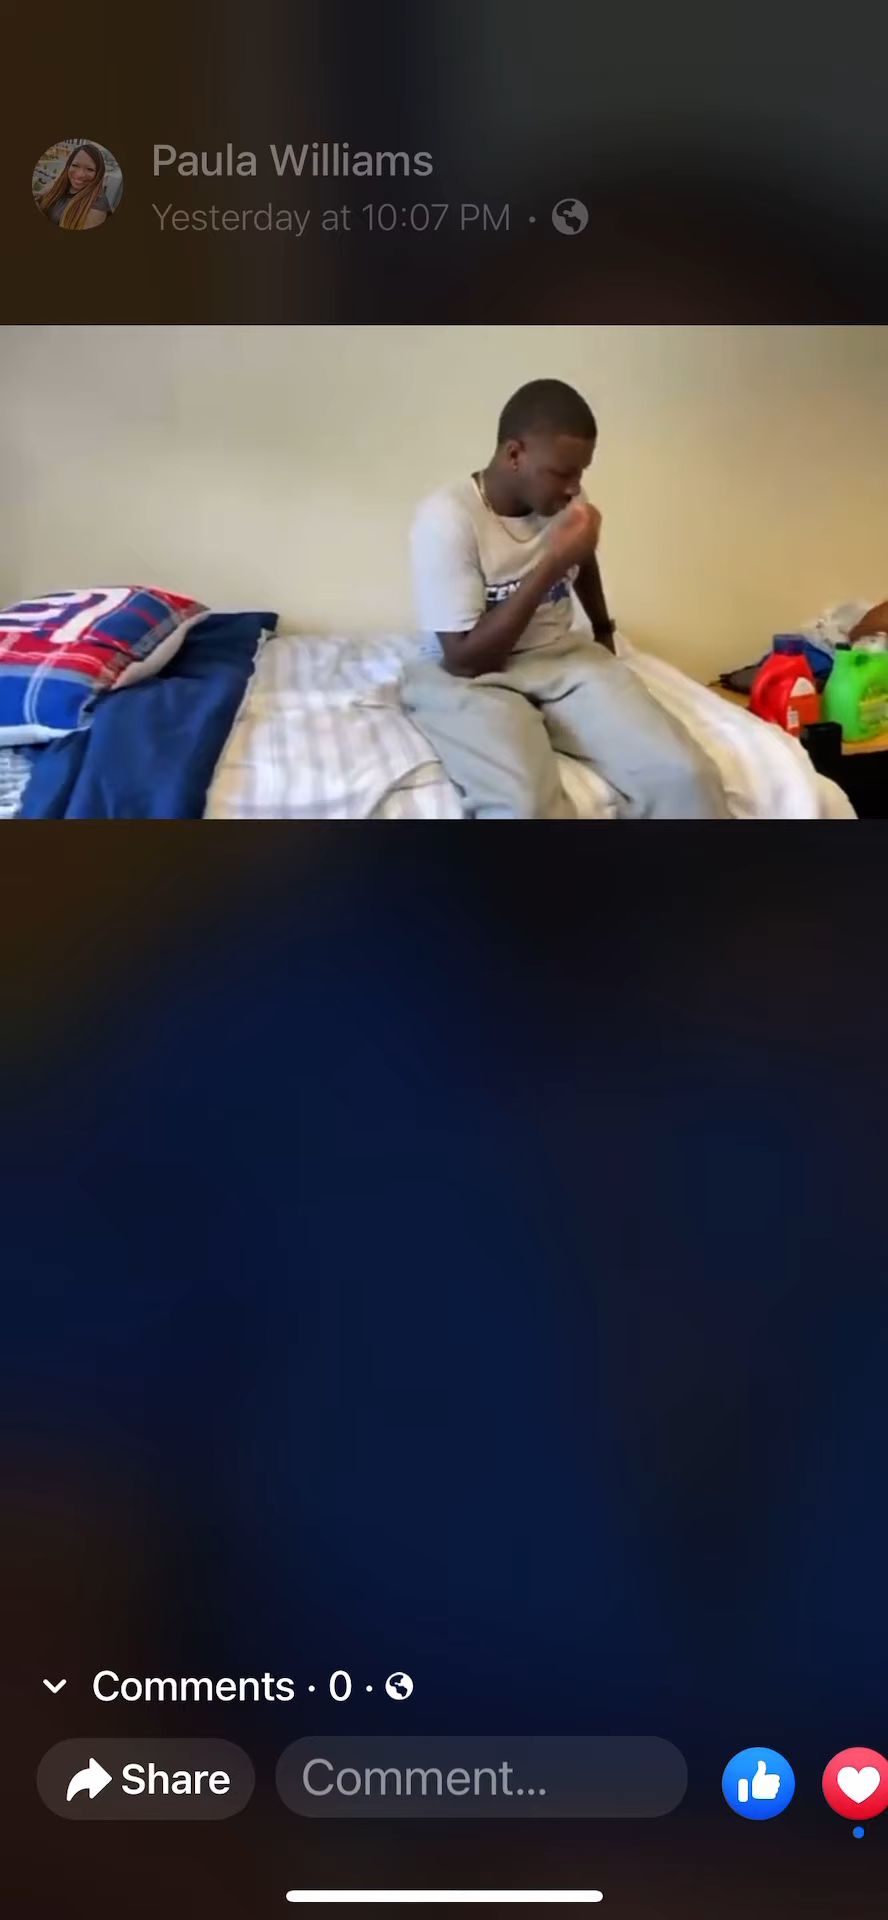 Paula Williams
Yesterday at 10:07 PM ·
Comments · 0 ·
Share
Comment...